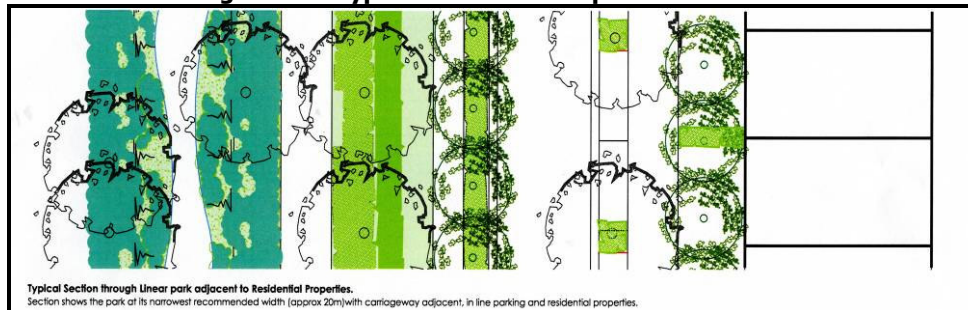 Typical Section through Linear park adjacent to Residential Properties.
Section shows the park at its narrowest recommended width (approx 20m)with carriageway adjacent, in line parking and residential properties.